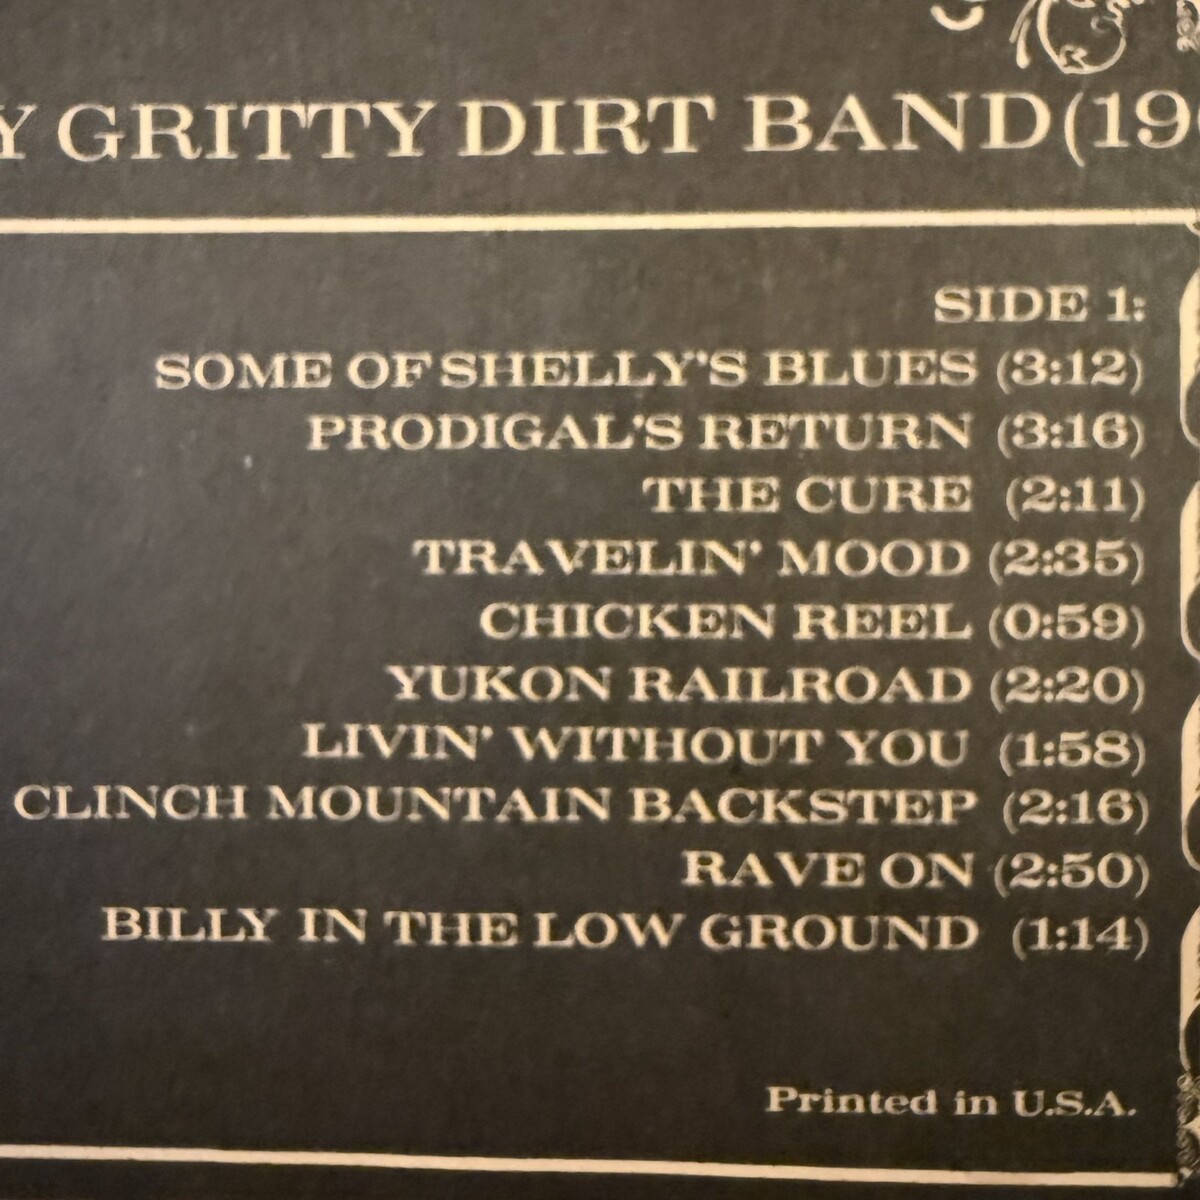 Y GRITTY DIRT BAND (19
SIDE 1:
SOME OF SHELLY'S BLUES (3:12)
PRODIGAL'S RETURN (3:16)
THE CURE (2:11)
TRAVELIN' MOOD (2:35)
CHICKEN REEL (0:59)
YUKON RAILROAD (2:20)
LIVIN' WITHOUT YOU (1:58)
CLINCH MOUNTAIN BACKSTEP (2:16)
RAVE ON (2:50)
BILLY IN THE LOW GROUND (1:14)
Printed in U.S.A.